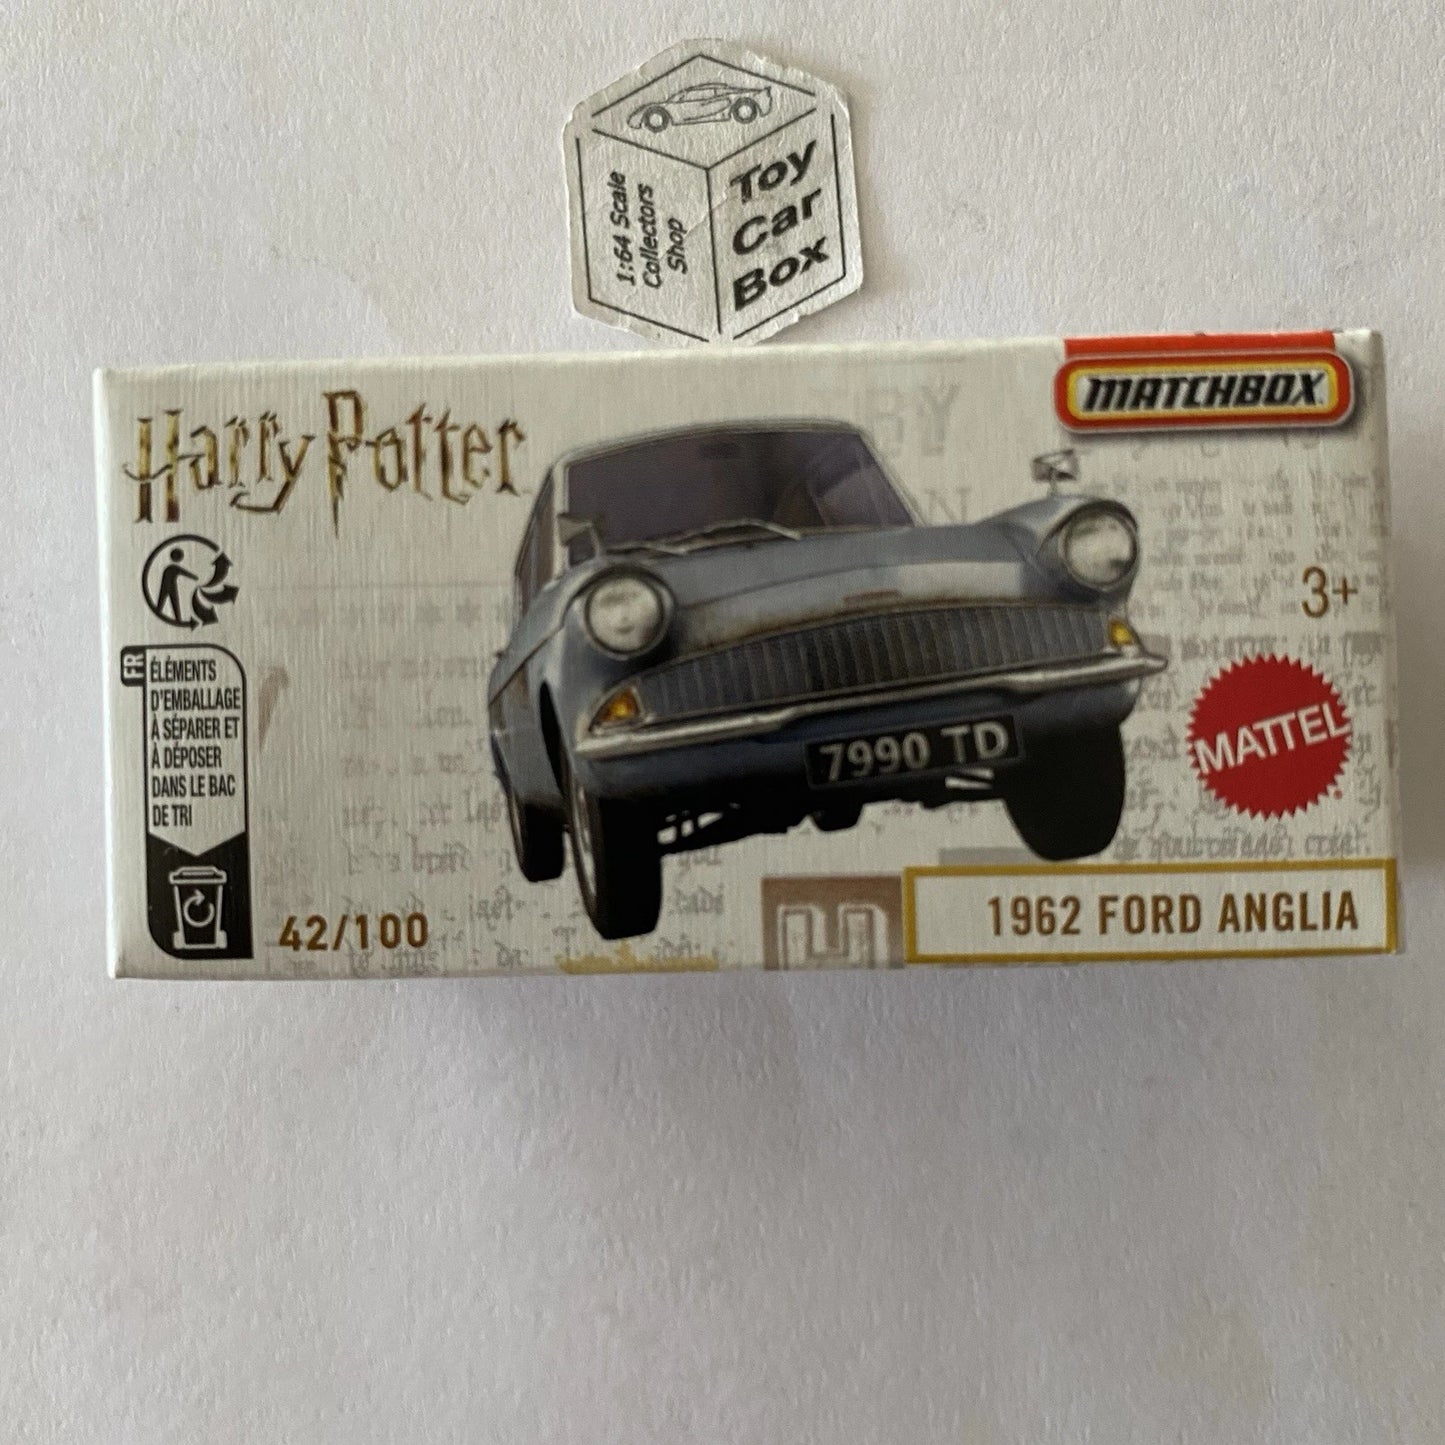 1:64 Scale
Collectors
Shop
Toy
Car
Box
Harry Potter
MATCHBOX
3+
FR
ÉLÉMENTS
D'EMBALLAGE
À SÉPARER ET
À DÉPOSER
DANS LE BAC
DE TRI
7990 TD
MATTEL
42/100
1962 FORD ANGLIA